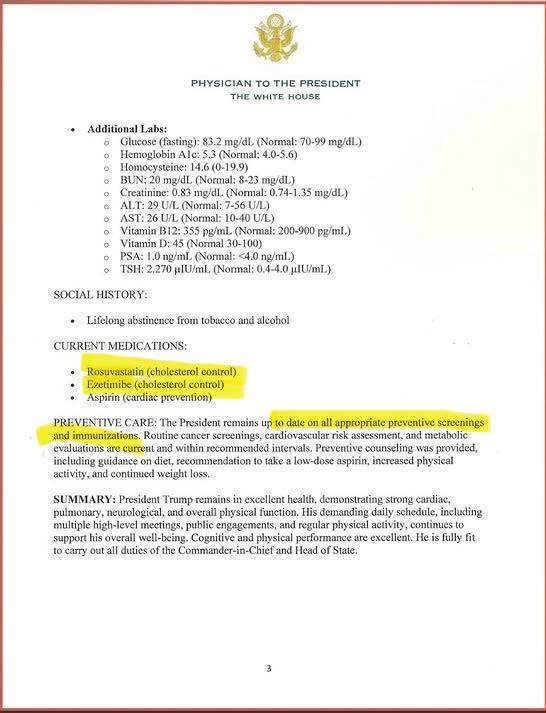 PHYSICIAN TO THE PRESIDENT
THE WHITE HOUSE
• Additional Labs:
o Glucose (fasting): 83.2 mg/dL (Normal: 70-99 mg/dL)
o Hemoglobin A1c: 5.3 (Normal: 4.0-5.6)
o Homocysteine: 14.6 (0-19.9)
o BUN: 20 mg/dL (Normal: 8-23 mg/dL)
o Creatinine: 0.83 mg/dL (Normal: 0.74-1.35 mg/dL)
o ALT: 29 U/L (Normal: 7-56 U/L)
o AST: 26 U/L (Normal: 10-40 U/L)
o Vitamin B12: 355 pg/mL (Normal: 200-900 pg/mL)
o Vitamin D: 45 (Normal 30-100)
o PSA: 1.0 ng/mL (Normal: <4.0 ng/mL)
o TSH: 2.270 µIU/mL (Normal: 0.4-4.0 µIU/mL)
SOCIAL HISTORY:
• Lifelong abstinence from tobacco and alcohol
CURRENT MEDICATIONS:
• Rosuvastatin (cholesterol control)
• Ezetimibe (cholesterol control)
• Aspirin (cardiac prevention)
PREVENTIVE CARE: The President remains up to date on all appropriate preventive screenings
and immunizations. Routine cancer screenings, cardiovascular risk assessment, and metabolic
evaluations are current and within recommended intervals. Preventive counseling was provided,
including guidance on diet, recommendation to take a low-dose aspirin, increased physical
activity, and continued weight loss.
SUMMARY: President Trump remains in excellent health, demonstrating strong cardiac,
pulmonary, neurological, and overall physical function. His demanding daily schedule, including
multiple high-level meetings, public engagements, and regular physical activity, continues to
support his overall well-being. Cognitive and physical performance are excellent. He is fully fit
to carry out all duties of the Commander-in-Chief and Head of State.
3